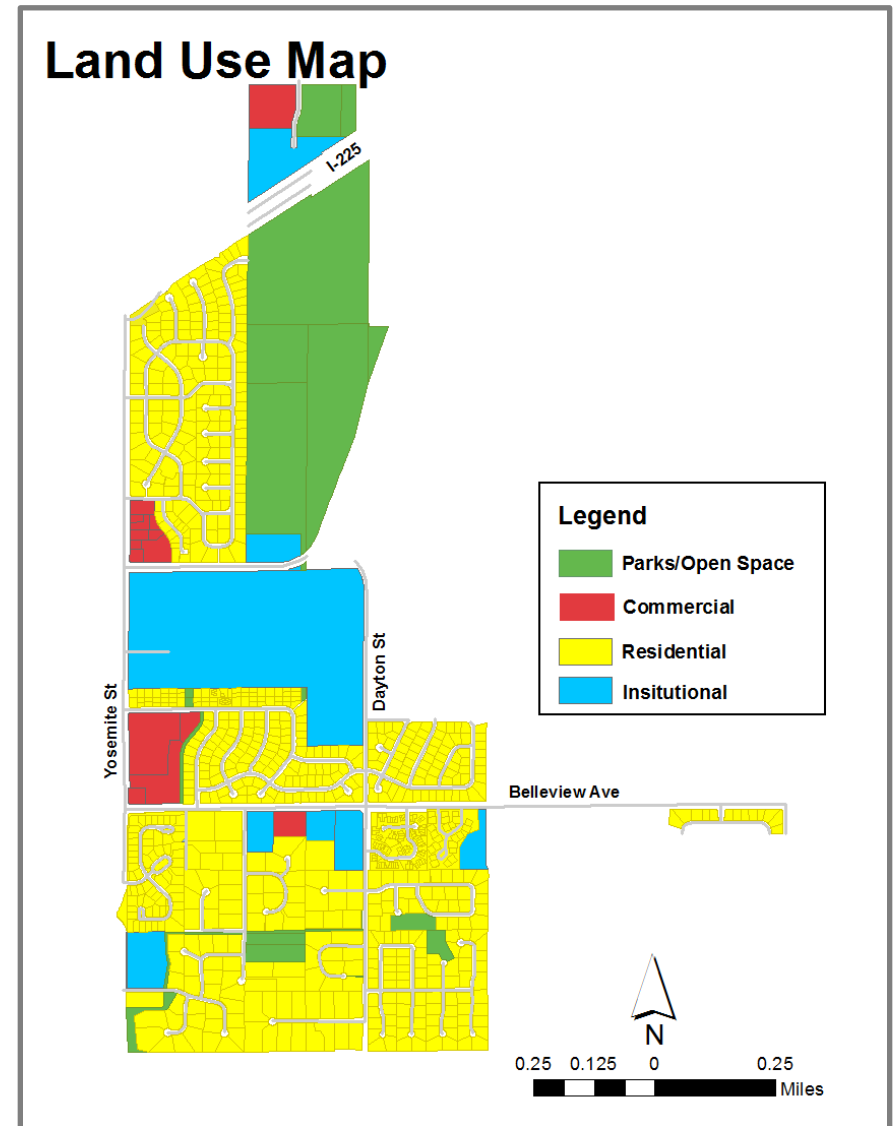 Land Use Map
I-225
Legend
Parks/Open Space
Commercial
Residential
Insitutional
Yosemite St
Dayton St
Belleview Ave
N
0.25 0.125 0 0.25
Miles